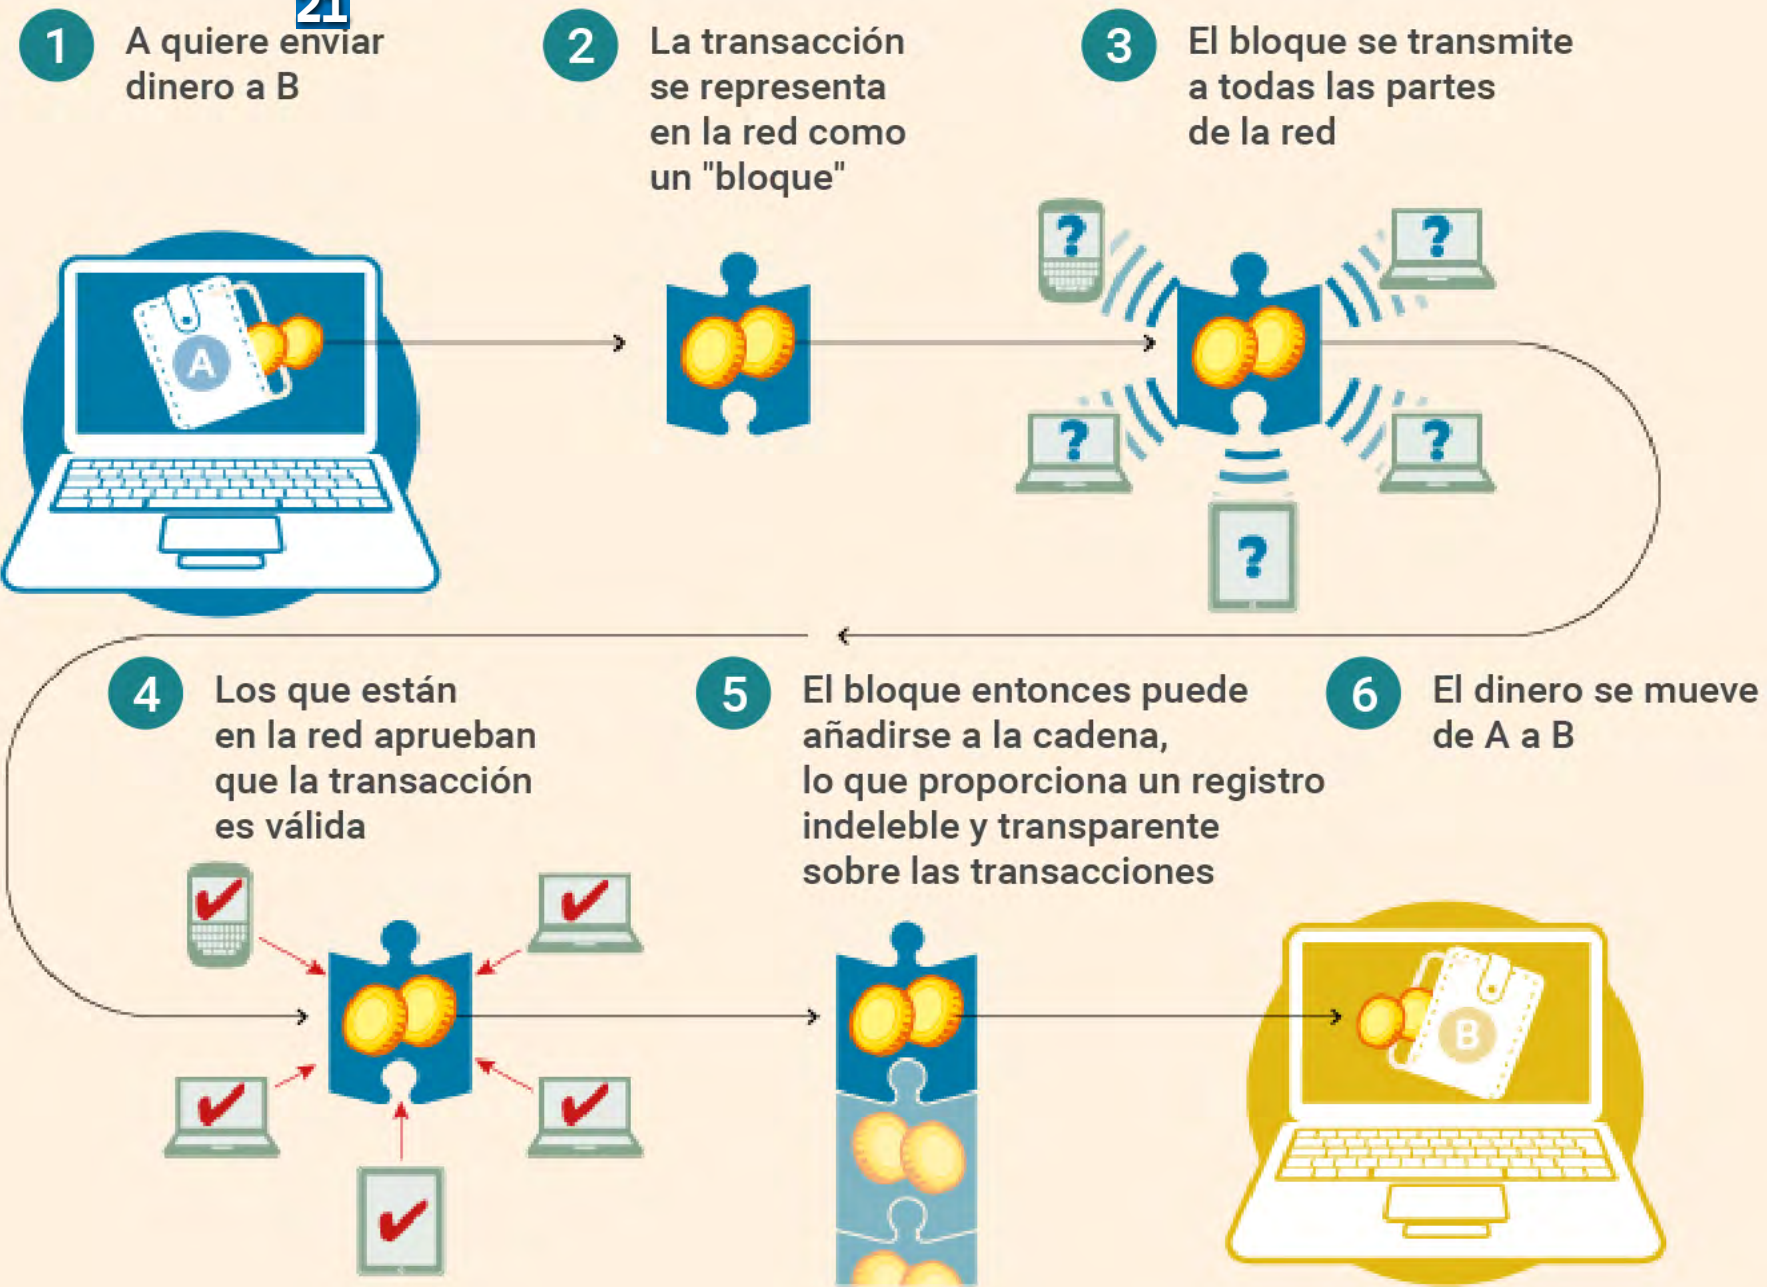 21
1
A quiere enviar
dinero a B
2
La transacción
se representa
en la red como
un "bloque"
3
El bloque se transmite
a todas las partes
de la red
A
?
?
?
?
?
4
Los que están
en la red aprueban
que la transacción
es válida
5
El bloque entonces puede
añadirse a la cadena,
lo que proporciona un registro
indeleble y transparente
sobre las transacciones
6
El dinero se mueve
de A a B
B